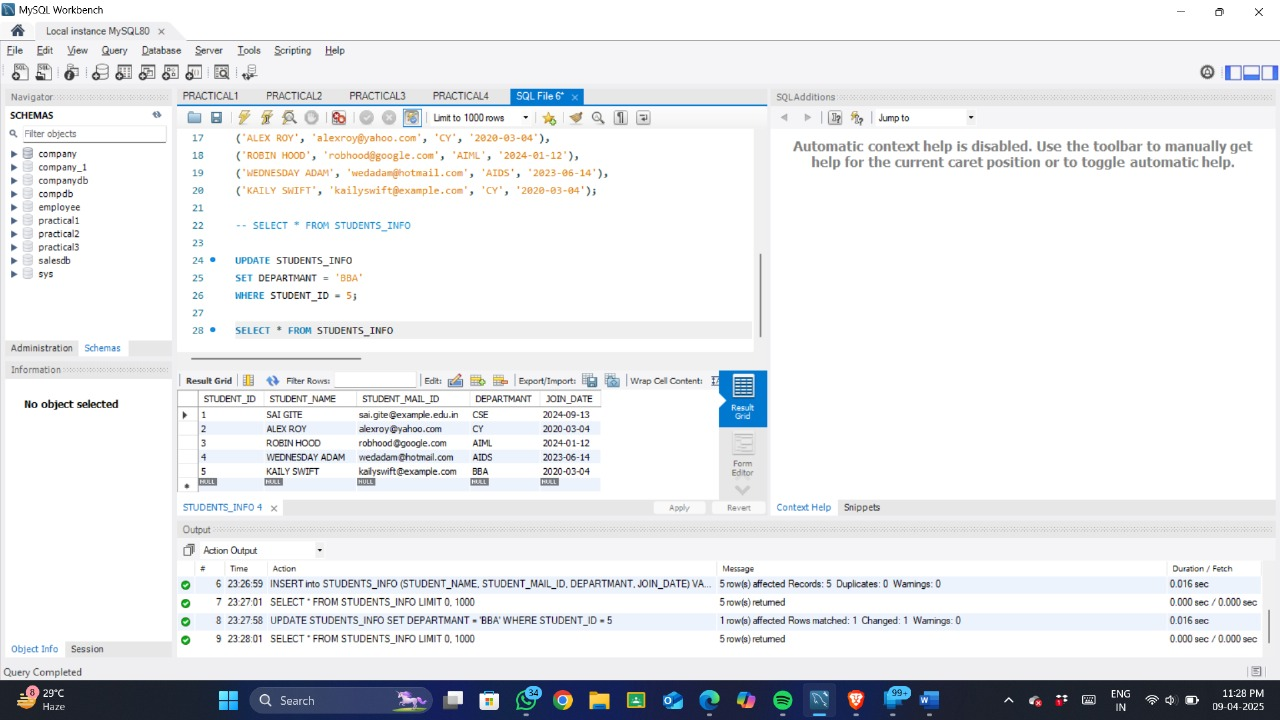 MySQL Workbench
Local instance MySQL80
File Edit View Query Database Server Tools Scripting Help
Navigator
SCHEMAS
Filter objects
company
company_1
companydb
compdb
employee
practical1
practical2
practical3
salesdb
sys
Administration Schemas
Information
No object selected
Object Info Session
PRACTICAL1 PRACTICAL2 PRACTICAL3 PRACTICAL4 SQL File 6*
Limit to 1000 rows
17 ('ALEX ROY', 'alexroy@yahoo.com', 'CY', '2020-03-04'),
18 ('ROBIN HOOD', 'robhood@google.com', 'AIML', '2024-01-12'),
19 ('WEDNESDAY ADAM', 'wedadam@hotmail.com', 'AIDS', '2023-06-14'),
20 ('KAILY SWIFT', 'kailyswift@example.com', 'CY', '2020-03-04');
21
22 -- SELECT * FROM STUDENTS_INFO
23
24 UPDATE STUDENTS_INFO
25 SET DEPARTMANT = 'BBA'
26 WHERE STUDENT_ID = 5;
27
28 SELECT * FROM STUDENTS_INFO
Result Grid Filter Rows: Edit: Export/Import: Wrap Cell Content:
STUDENT_ID STUDENT_NAME STUDENT_MAIL_ID DEPARTMANT JOIN_DATE
1 SAI GITE sai.gite@example.edu.in CSE 2024-09-13
2 ALEX ROY alexroy@yahoo.com CY 2020-03-04
3 ROBIN HOOD robhood@google.com AIML 2024-01-12
4 WEDNESDAY ADAM wedadam@hotmail.com AIDS 2023-06-14
5 KAILY SWIFT kailyswift@example.com BBA 2020-03-04
NULL NULL NULL NULL NULL
Result Grid
Form Editor
STUDENTS_INFO 4
Apply Revert
SQLAdditions
Jump to
Automatic context help is disabled. Use the toolbar to manually get
help for the current caret position or to toggle automatic help.
Context Help Snippets
Output
Action Output
# Time Action Message Duration / Fetch
6 23:26:59 INSERT into STUDENTS_INFO (STUDENT_NAME, STUDENT_MAIL_ID, DEPARTMANT, JOIN_DATE) VA... 5 row(s) affected Records: 5 Duplicates: 0 Warnings: 0 0.016 sec
7 23:27:01 SELECT * FROM STUDENTS_INFO LIMIT 0, 1000 5 row(s) returned 0.000 sec / 0.000 sec
8 23:27:58 UPDATE STUDENTS_INFO SET DEPARTMANT = 'BBA' WHERE STUDENT_ID = 5 1 row(s) affected Rows matched: 1 Changed: 1 Warnings: 0 0.016 sec
9 23:28:01 SELECT * FROM STUDENTS_INFO LIMIT 0, 1000 5 row(s) returned 0.000 sec / 0.000 sec
Query Completed
8
29°C
Haze
Search
34
99+
ENG
IN
11:28 PM
09-04-2025